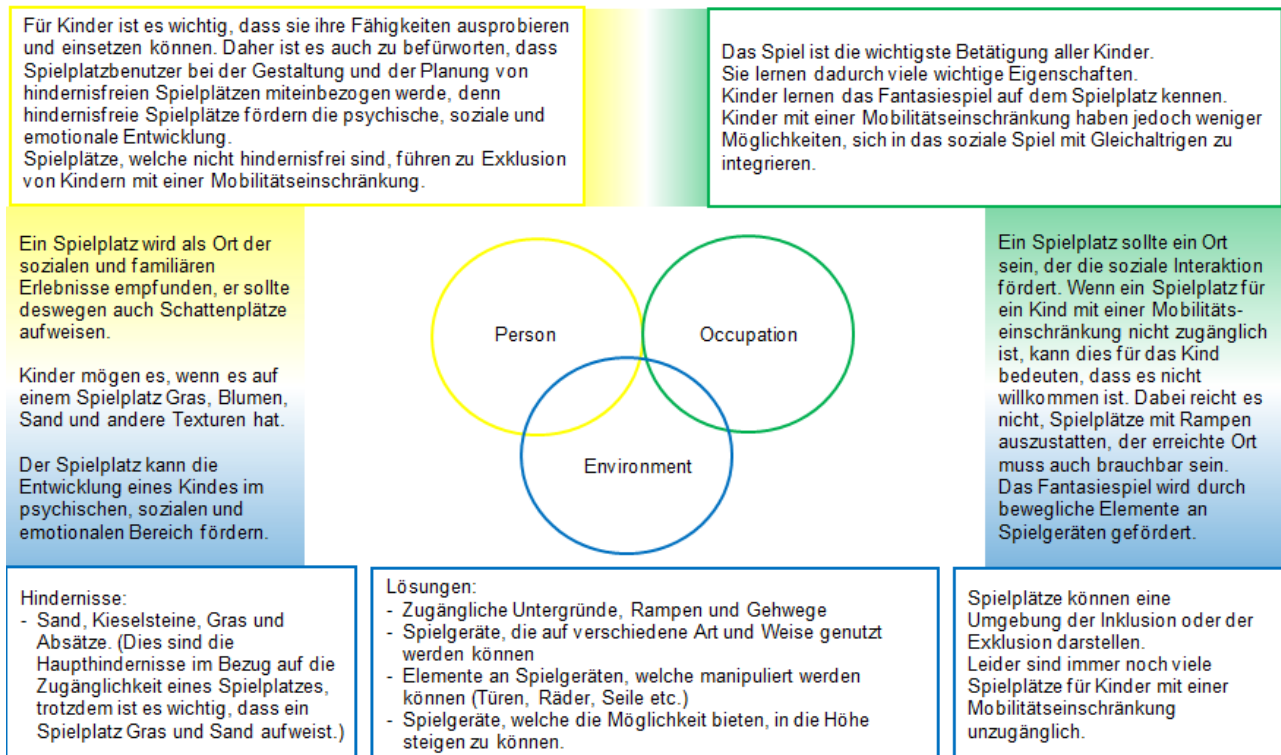 Für Kinder ist es wichtig, dass sie ihre Fähigkeiten ausprobieren
und einsetzen können. Daher ist es auch zu befürworten, dass
Spielplatzbenutzer bei der Gestaltung und der Planung von
hindernisfreien Spielplätzen miteinbezogen werde, denn
hindernisfreie Spielplätze fördern die psychische, soziale und
emotionale Entwicklung.
Spielplätze, welche nicht hindernisfrei sind, führen zu Exklusion
von Kindern mit einer Mobilitätseinschränkung.
Das Spiel ist die wichtigste Betätigung aller Kinder.
Sie lernen dadurch viele wichtige Eigenschaften.
Kinder lernen das Fantasiespiel auf dem Spielplatz kennen.
Kinder mit einer Mobilitätseinschränkung haben jedoch weniger
Möglichkeiten, sich in das soziale Spiel mit Gleichaltrigen zu
integrieren.
Ein Spielplatz wird als Ort der
sozialen und familiären
Erlebnisse empfunden, er sollte
deswegen auch Schattenplätze
aufweisen.
Kinder mögen es, wenn es auf
einem Spielplatz Gras, Blumen,
Sand und andere Texturen hat.
Der Spielplatz kann die
Entwicklung eines Kindes im
psychischen, sozialen und
emotionalen Bereich fördern.
Person
Occupation
Environment
Ein Spielplatz sollte ein Ort
sein, der die soziale Interaktion
fördert. Wenn ein Spielplatz für
ein Kind mit einer Mobilitäts-
einschränkung nicht zugänglich
ist, kann dies für das Kind
bedeuten, dass es nicht
willkommen ist. Dabei reicht es
nicht, Spielplätze mit Rampen
auszustatten, der erreichte Ort
muss auch brauchbar sein.
Das Fantasiespiel wird durch
bewegliche Elemente an
Spielgeräten gefördert.
Hindernisse:
- Sand, Kieselsteine, Gras und
Absätze. (Dies sind die
Haupthindernisse im Bezug auf die
Zugänglichkeit eines Spielplatzes,
trotzdem ist es wichtig, dass ein
Spielplatz Gras und Sand aufweist.)
Lösungen:
- Zugängliche Untergründe, Rampen und Gehwege
- Spielgeräte, die auf verschiedene Art und Weise genutzt
werden können
- Elemente an Spielgeräten, welche manipuliert werden
können (Türen, Räder, Seile etc.)
- Spielgeräte, welche die Möglichkeit bieten, in die Höhe
steigen zu können.
Spielplätze können eine
Umgebung der Inklusion oder der
Exklusion darstellen.
Leider sind immer noch viele
Spielplätze für Kinder mit einer
Mobilitätseinschränkung
unzugänglich.